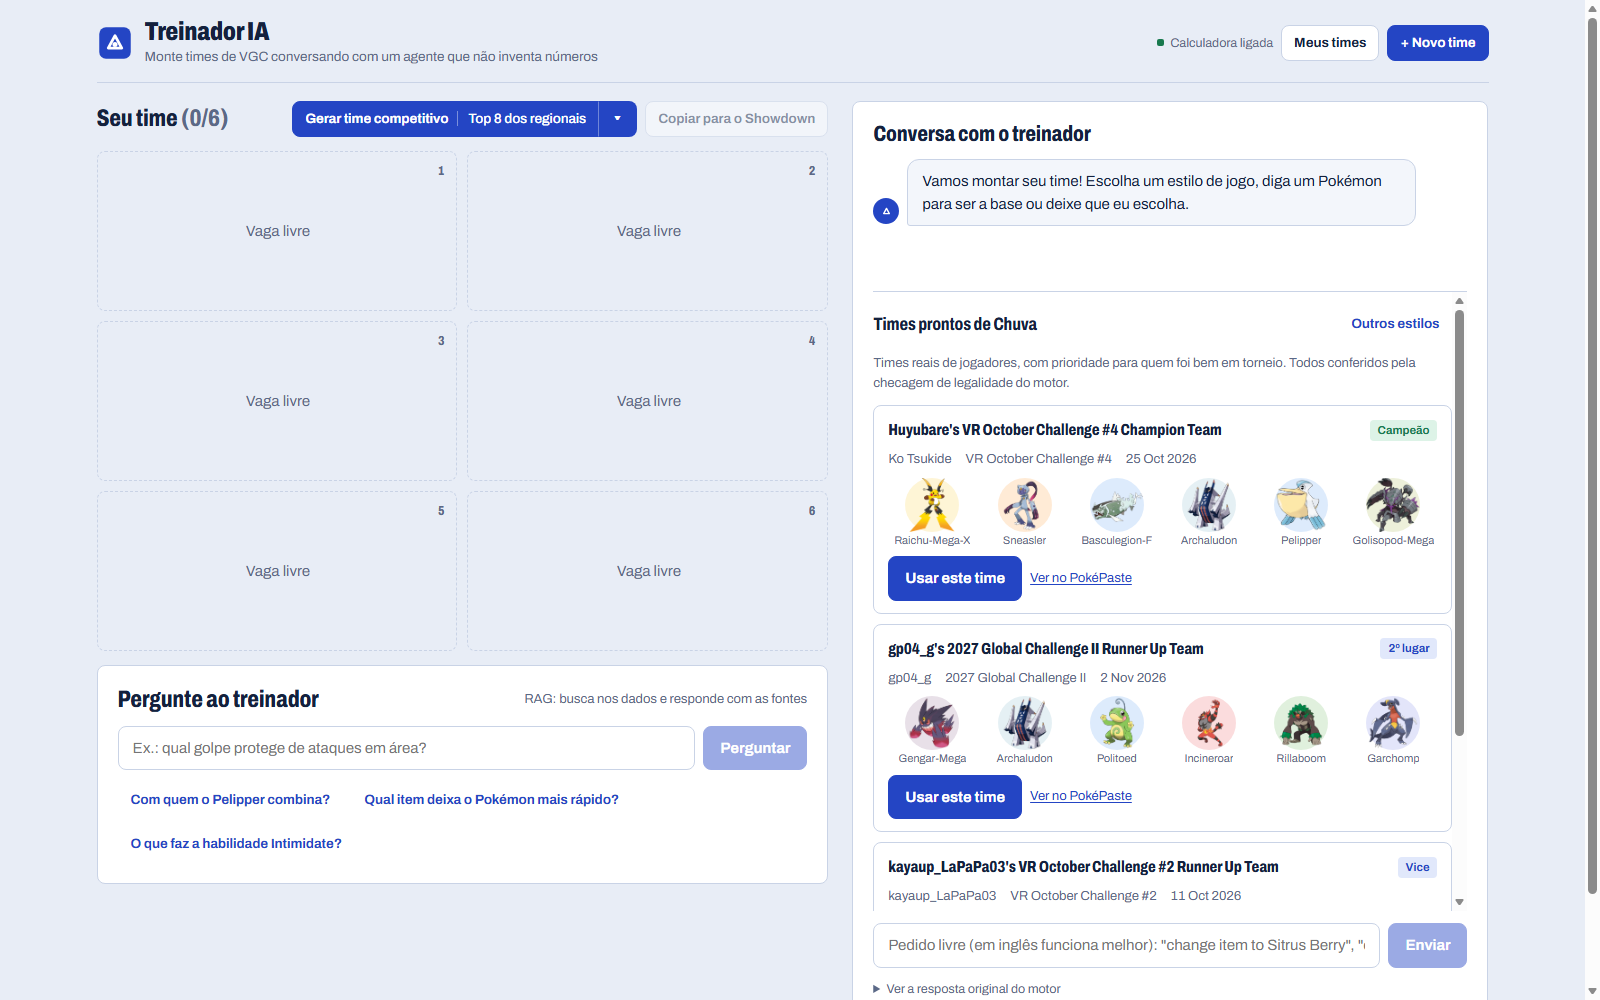 Treinador IA
Monte times de VGC conversando com um agente que não inventa números
Calculadora ligada
Meus times
+ Novo time
Seu time (0/6)
Gerar time competitivo
Top 8 dos regionais
Copiar para o Showdown
1
Vaga livre
2
Vaga livre
3
Vaga livre
4
Vaga livre
5
Vaga livre
6
Vaga livre
Pergunte ao treinador
RAG: busca nos dados e responde com as fontes
Ex.: qual golpe protege de ataques em área?
Perguntar
Com quem o Pelipper combina?
Qual item deixa o Pokémon mais rápido?
O que faz a habilidade Intimidate?
Conversa com o treinador
Vamos montar seu time! Escolha um estilo de jogo, diga um Pokémon
para ser a base ou deixe que eu escolha.
Times prontos de Chuva
Outros estilos
Times reais de jogadores, com prioridade para quem foi bem em torneio. Todos conferidos pela
checagem de legalidade do motor.
Huyubare's VR October Challenge #4 Champion Team
Campeão
Ko Tsukide
VR October Challenge #4
25 Oct 2026
Raichu-Mega-X
Sneasler
Basculegion-F
Archaludon
Pelipper
Golisopod-Mega
Usar este time
Ver no PokéPaste
gp04_g's 2027 Global Challenge II Runner Up Team
2º lugar
gp04_g
2027 Global Challenge II
2 Nov 2026
Gengar-Mega
Archaludon
Politoed
Incineroar
Rillaboom
Garchomp
Usar este time
Ver no PokéPaste
kayaup_LaPaPa03's VR October Challenge #2 Runner Up Team
Vice
kayaup_LaPaPa03
VR October Challenge #2
11 Oct 2026
Pedido livre (em inglês funciona melhor): "change item to Sitrus Berry", "
Enviar
Ver a resposta original do motor